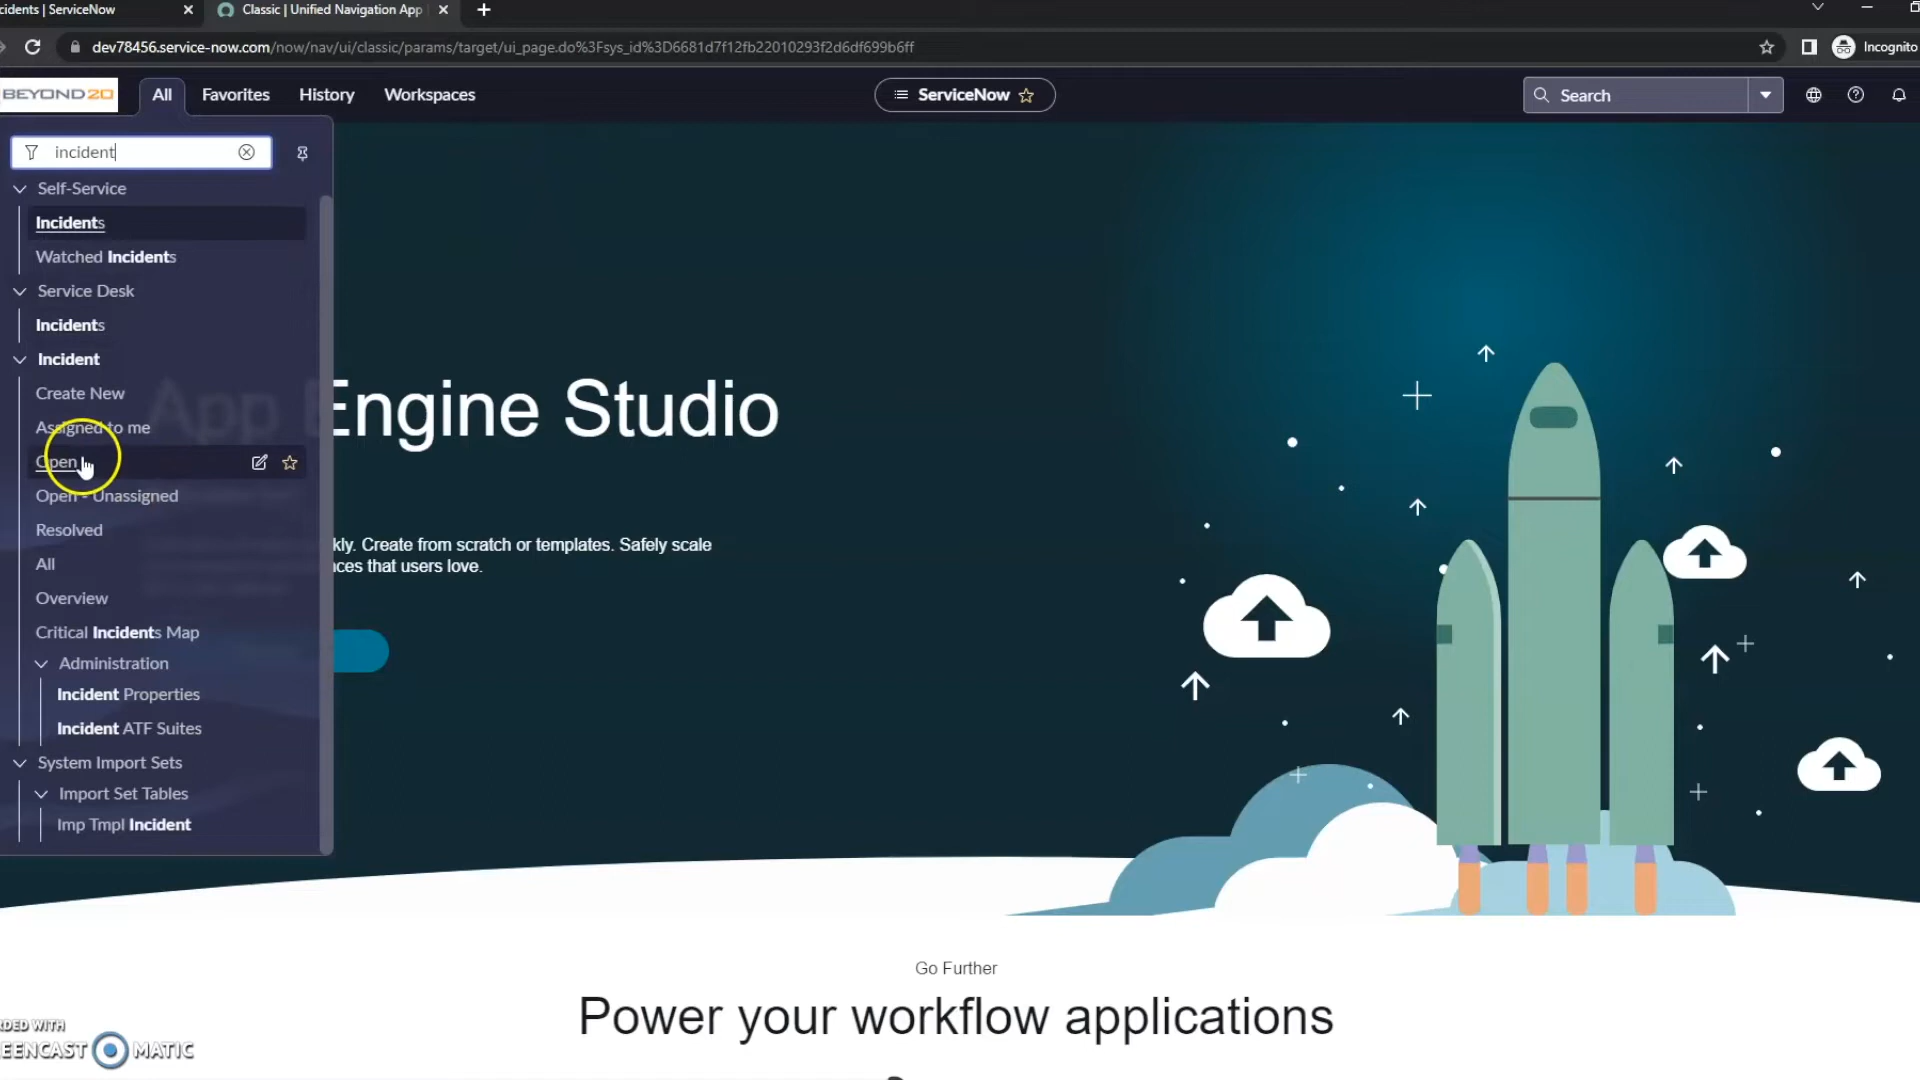 cidents | ServiceNow
Classic | Unified Navigation App
dev78456.service-now.com/now/nav/ui/classic/params/target/ui_page.do%3Fsys_id%3D6681d7f12fb22010293f2d6df699b6ff
Incognito
BEYOND20
All
Favorites
History
Workspaces
ServiceNow
Search
incident
Self-Service
Incidents
Watched Incidents
Service Desk
Incidents
Incident
Create New
Assigned to me
Open
Open - Unassigned
Resolved
All
Overview
Critical Incidents Map
Administration
Incident Properties
Incident ATF Suites
System Import Sets
Import Set Tables
Imp Tmpl Incident
App Engine Studio
kly. Create from scratch or templates. Safely scale
ces that users love.
Go Further
Power your workflow applications
RDED WITH
EENCAST MATIC